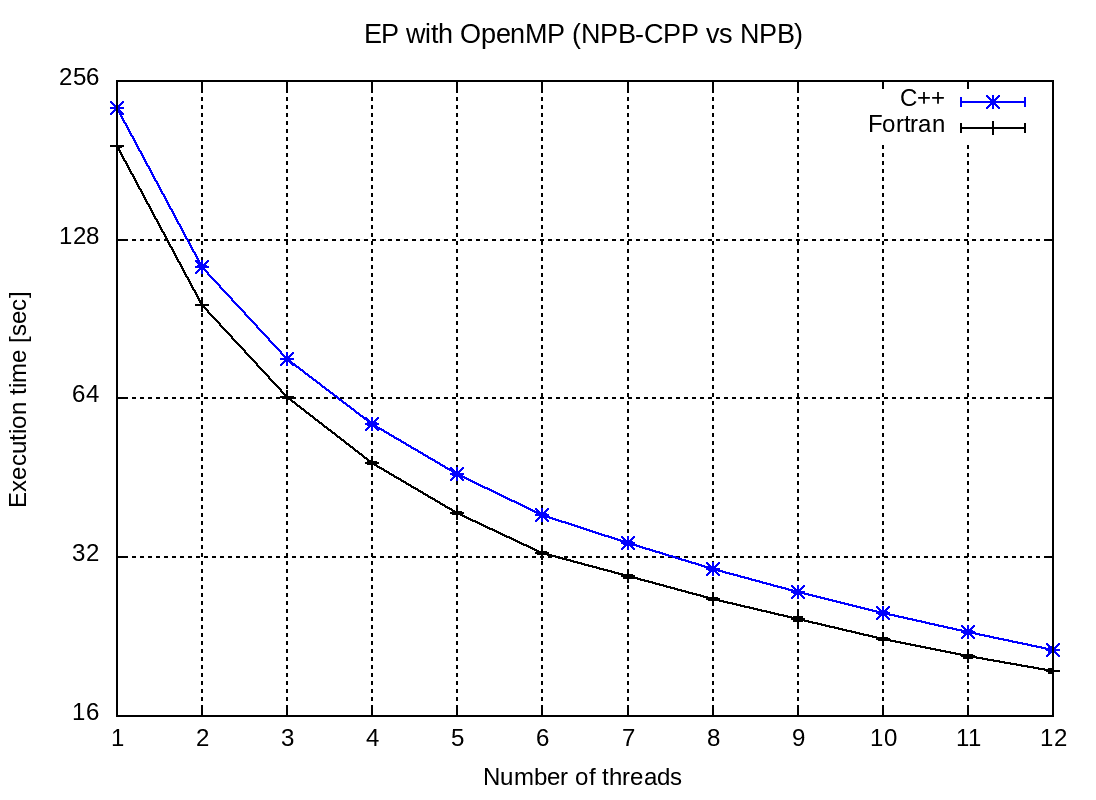 EP with OpenMP (NPB-CPP vs NPB)
256
128
64
32
16
Execution time [sec]
C++
Fortran
1 2 3 4 5 6 7 8 9 10 11 12
Number of threads